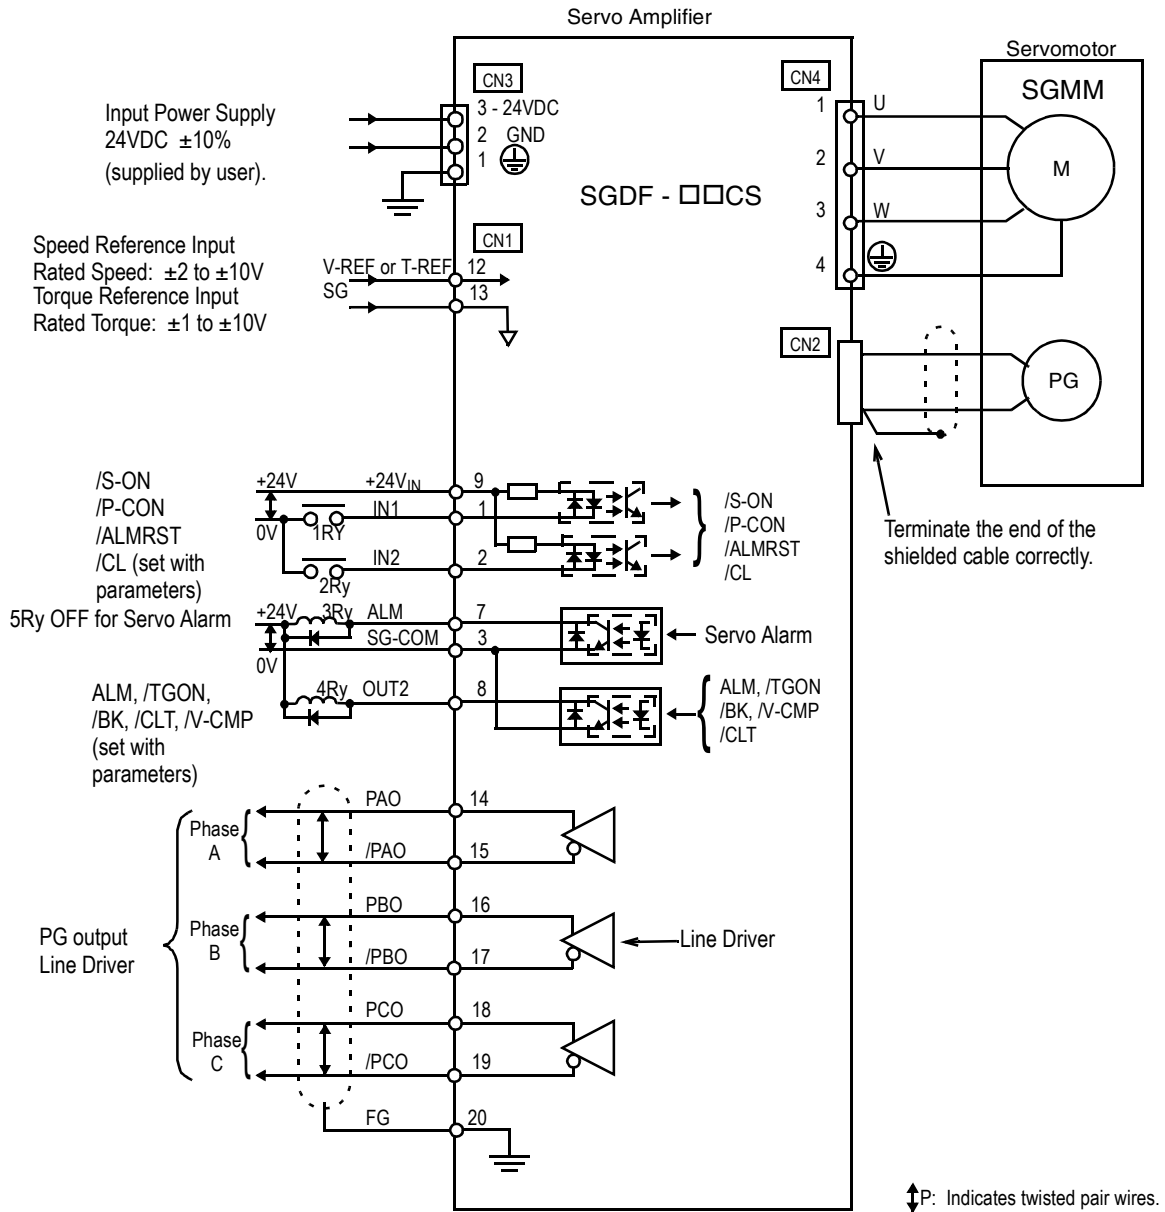 Servo Amplifier
Servomotor
CN3
CN4
SGMM
Input Power Supply
24VDC ±10%
(supplied by user).
3 - 24VDC
2 GND
1
1 U
2 V
3 W
4
M
SGDF - □□CS
CN1
Speed Reference Input
Rated Speed: ±2 to ±10V
Torque Reference Input
Rated Torque: ±1 to ±10V
V-REF or T-REF 12
SG 13
CN2
PG
Terminate the end of the
shielded cable correctly.
/S-ON
/P-CON
/ALMRST
/CL (set with
parameters)
+24V +24VIN 9
0V 1RY IN1 1
2Ry IN2 2
/S-ON
/P-CON
/ALMRST
/CL
5Ry OFF for Servo Alarm
+24V 3Ry ALM 7
SG-COM 3
0V
Servo Alarm
ALM, /TGON,
/BK, /CLT, /V-CMP
(set with
parameters)
4Ry OUT2 8
ALM, /TGON
/BK, /V-CMP
/CLT
PG output
Line Driver
Phase
A
PAO 14
/PAO 15
Phase
B
PBO 16
/PBO 17
Line Driver
Phase
C
PCO 18
/PCO 19
FG 20
P: Indicates twisted pair wires.